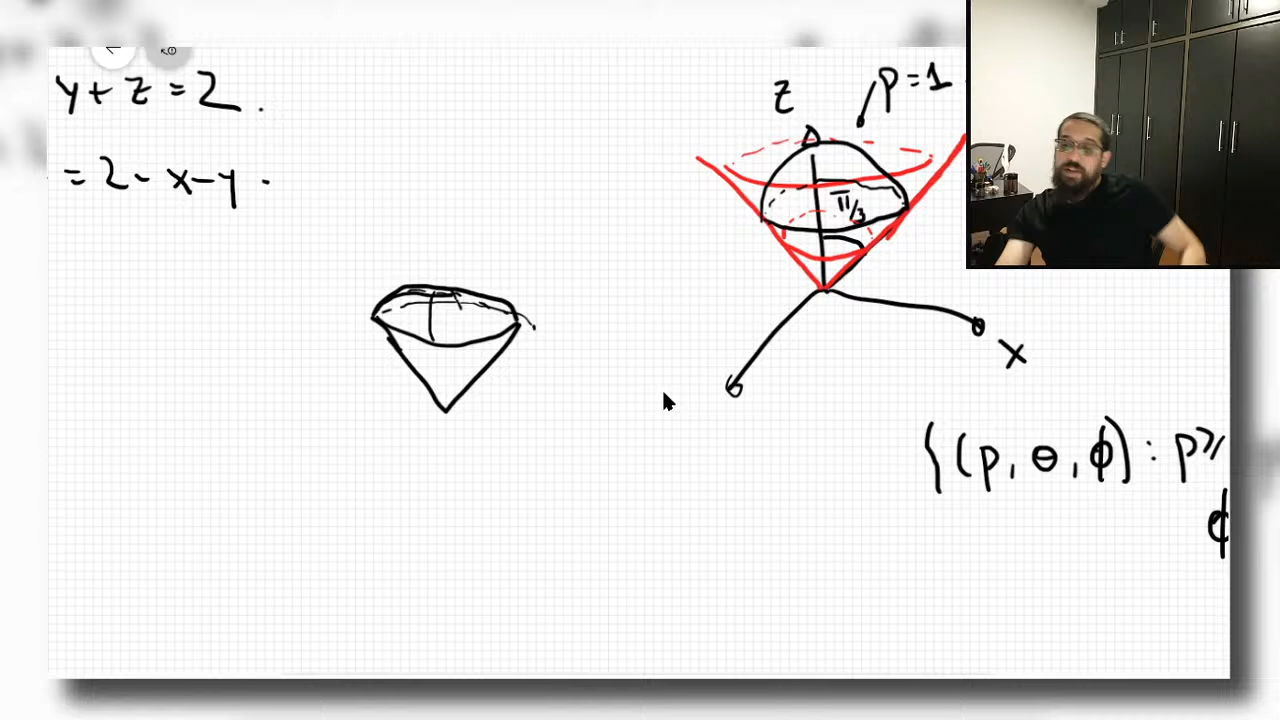 y + z = 2 .
= 2 - x - y .
z
ρ = 1
π/3
x
{(ρ, θ, ϕ) : ρ ≥
ϕ